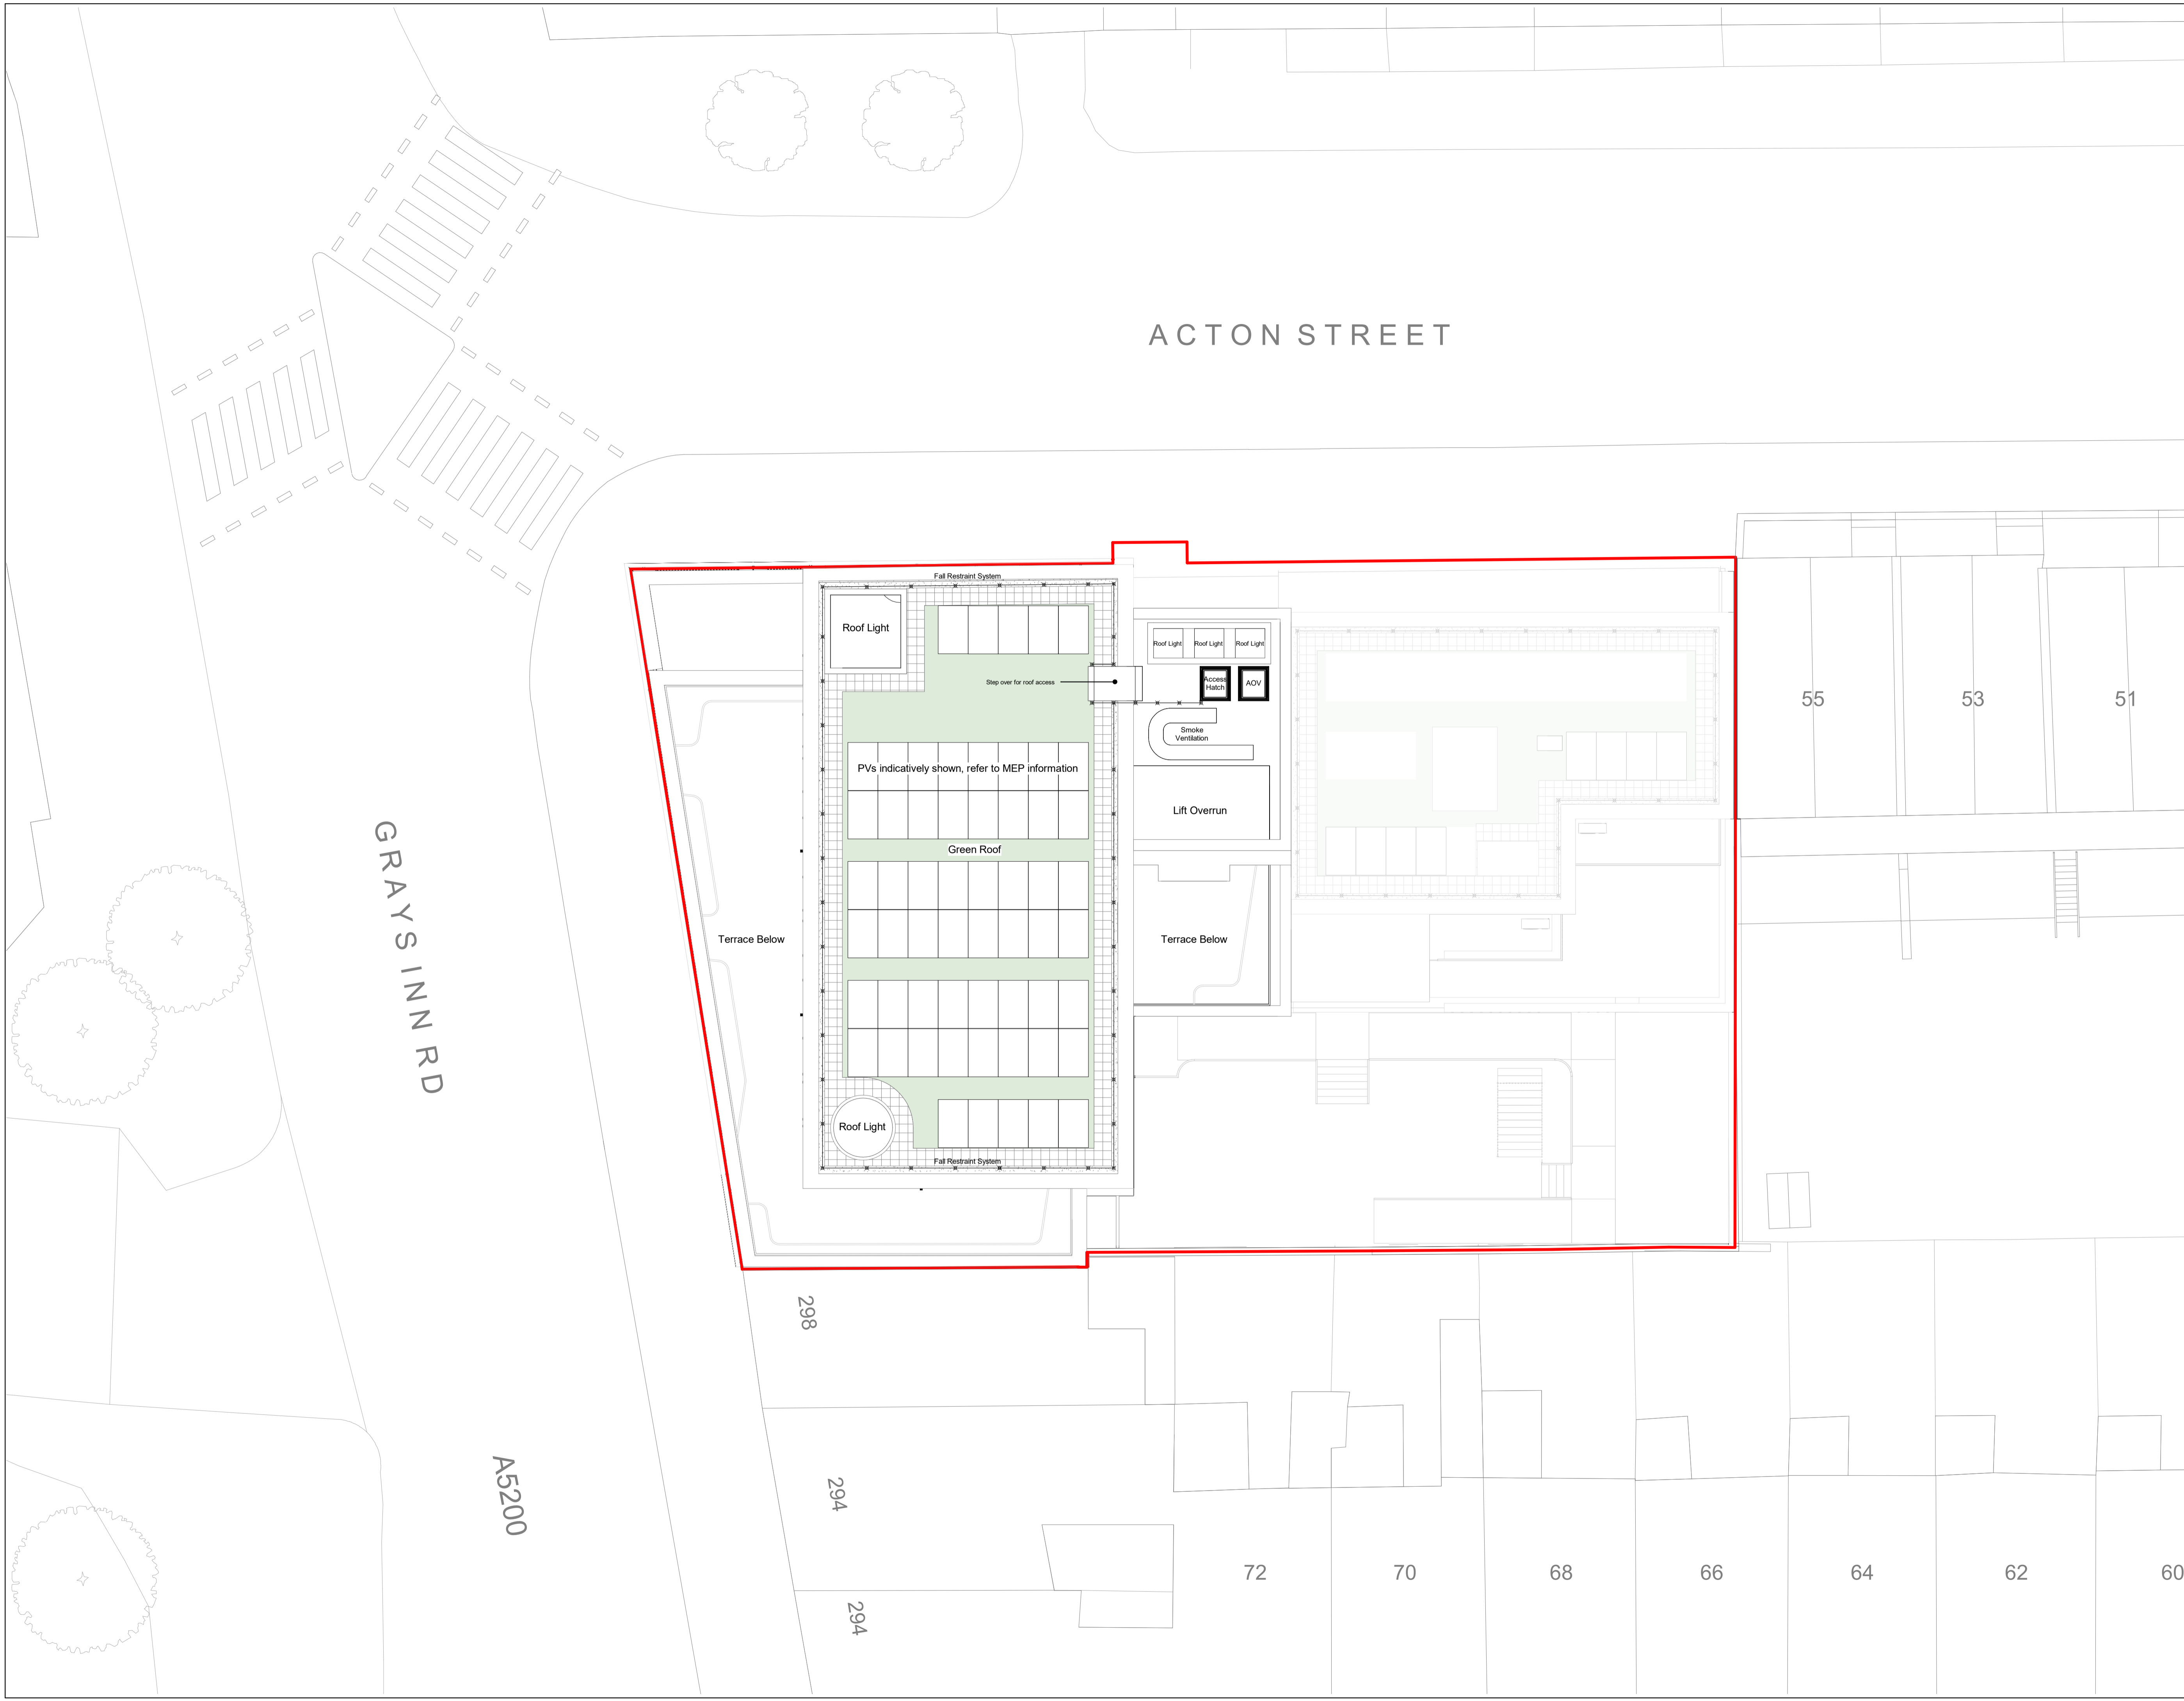 ACTON STREET
Fall Restraint System
Roof Light
Roof Light
Roof Light
Roof Light
Step over for roof access
Access
Hatch
AOV
55
53
51
Smoke
Ventilation
PVs indicatively shown, refer to MEP information
Lift Overrun
Green Roof
GRAYS INN RD
Terrace Below
Terrace Below
Roof Light
Fall Restraint System
298
A5200
294
72
70
68
66
64
62
60
294